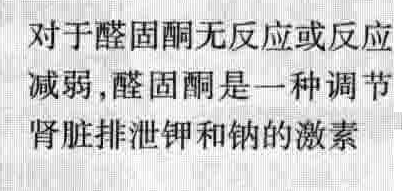 对于醛固酮无反应或反应
减弱,醛固酮是一种调节
肾脏排泄钾和钠的激素